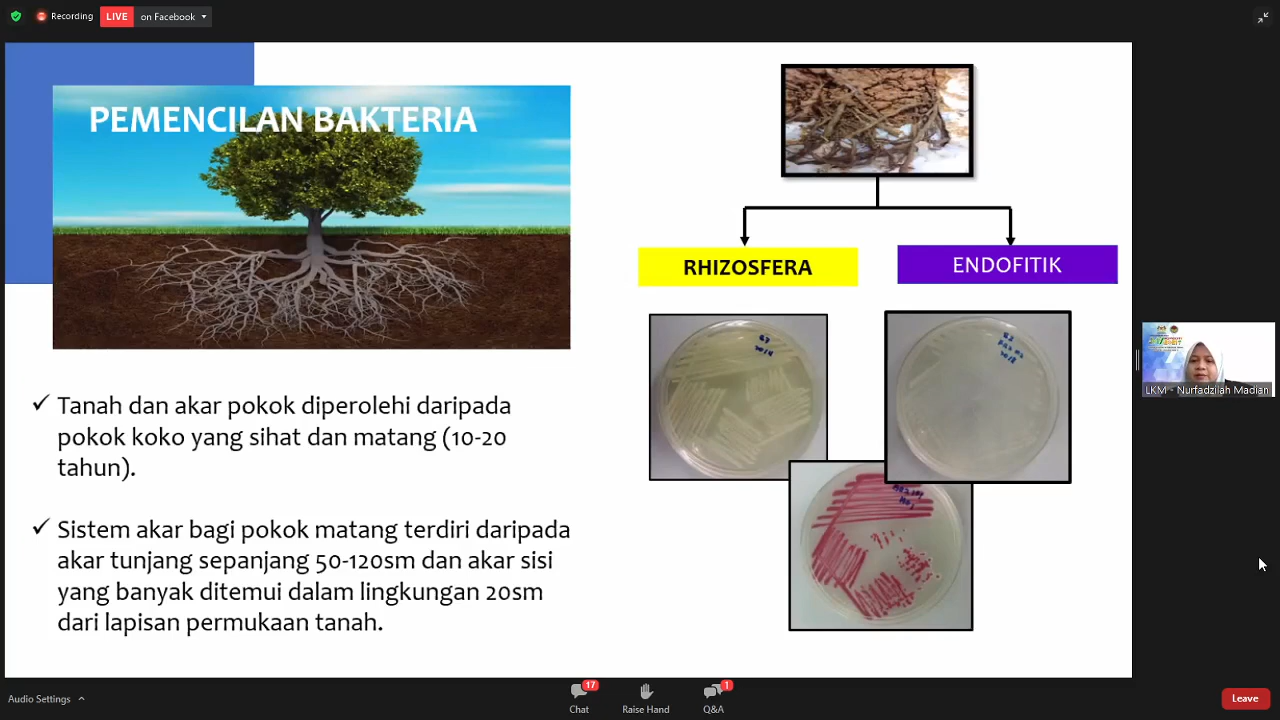 Recording
LIVE
on Facebook
PEMENCILAN BAKTERIA
RHIZOSFERA
ENDOFITIK
Tanah dan akar pokok diperolehi daripada
pokok koko yang sihat dan matang (10-20
tahun).
Sistem akar bagi pokok matang terdiri daripada
akar tunjang sepanjang 50-120sm dan akar sisi
yang banyak ditemui dalam lingkungan 20sm
dari lapisan permukaan tanah.
LKM - Nurfadzilah Madian
Audio Settings
17
Chat
Raise Hand
1
Q&A
Leave